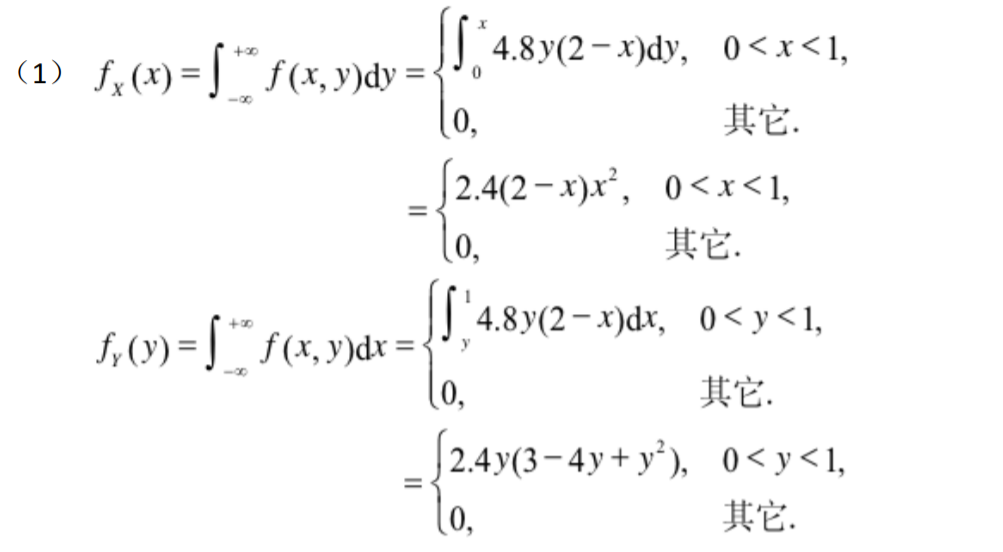 （1） f_X(x) = ∫_{-∞}^{+∞} f(x, y)dy = { ∫_0^x 4.8y(2−x)dy, 0<x<1,
0, 其它.
= { 2.4(2−x)x², 0<x<1,
0, 其它.
f_Y(y) = ∫_{-∞}^{+∞} f(x, y)dx = { ∫_y^1 4.8y(2−x)dx, 0<y<1,
0, 其它.
= { 2.4y(3−4y+y²), 0<y<1,
0, 其它.